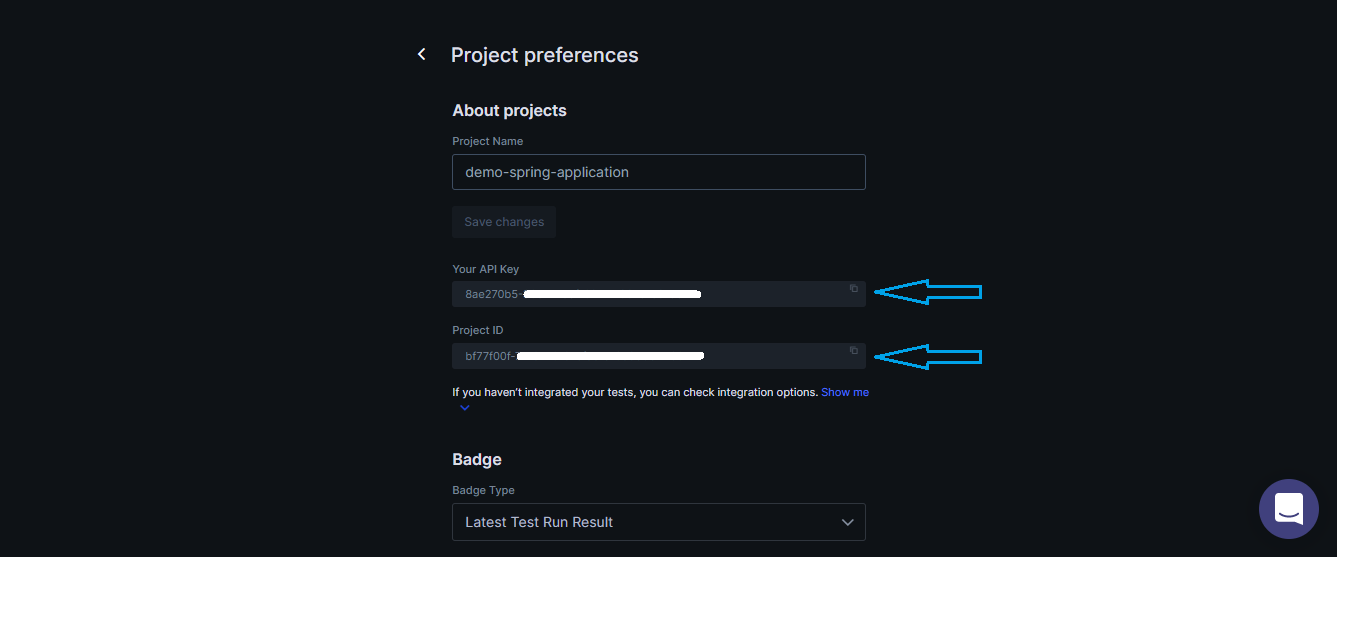 Project preferences
About projects
Project Name
demo-spring-application
Save changes
Your API Key
8ae270b5-
Project ID
bf77f00f-
If you haven't integrated your tests, you can check integration options. Show me
Badge
Badge Type
Latest Test Run Result